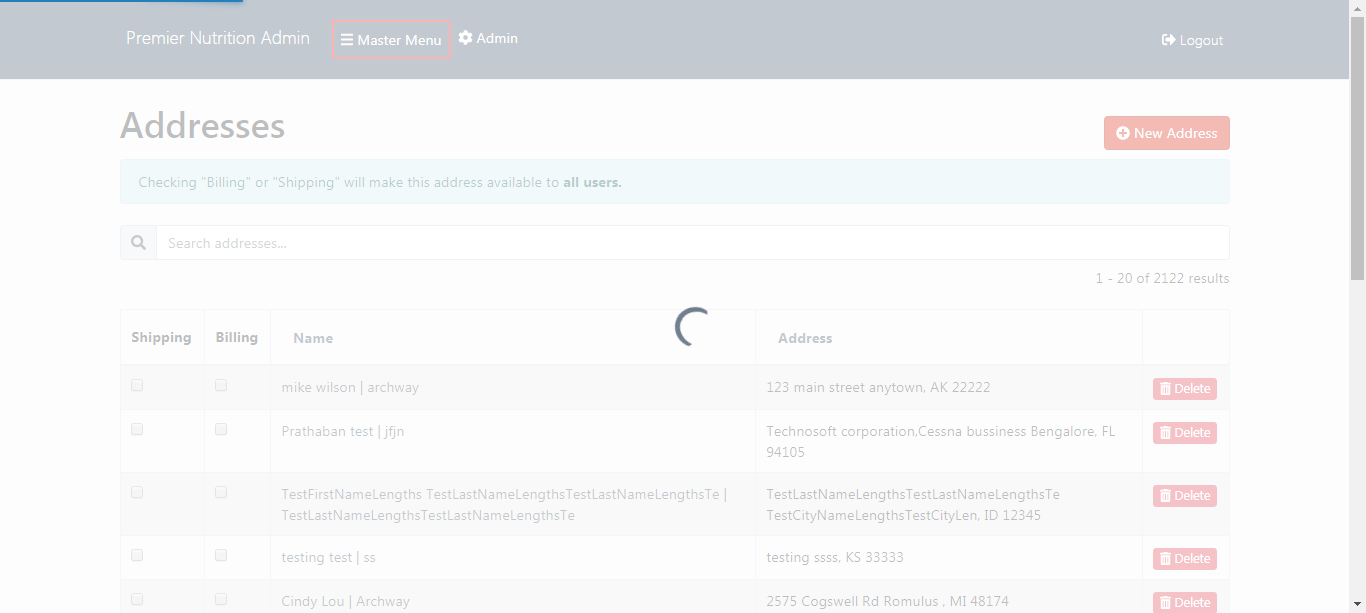 Premier Nutrition Admin Master Menu Admin Logout
Addresses
New Address
Checking "Billing" or "Shipping" will make this address available to all users.
Search addresses...
1 - 20 of 2122 results
Shipping Billing Name Address
mike wilson | archway 123 main street anytown, AK 22222 Delete
Prathaban test | jfjn Technosoft corporation,Cessna bussiness Bengalore, FL 94105 Delete
TestFirstNameLengths TestLastNameLengthsTestLastNameLengthsTe | TestLastNameLengthsTestLastNameLengthsTe
TestLastNameLengthsTestLastNameLengthsTe TestCityNameLengthsTestCityLen, ID 12345 Delete
testing test | ss testing ssss, KS 33333 Delete
Cindy Lou | Archway 2575 Cogswell Rd Romulus , MI 48174 Delete